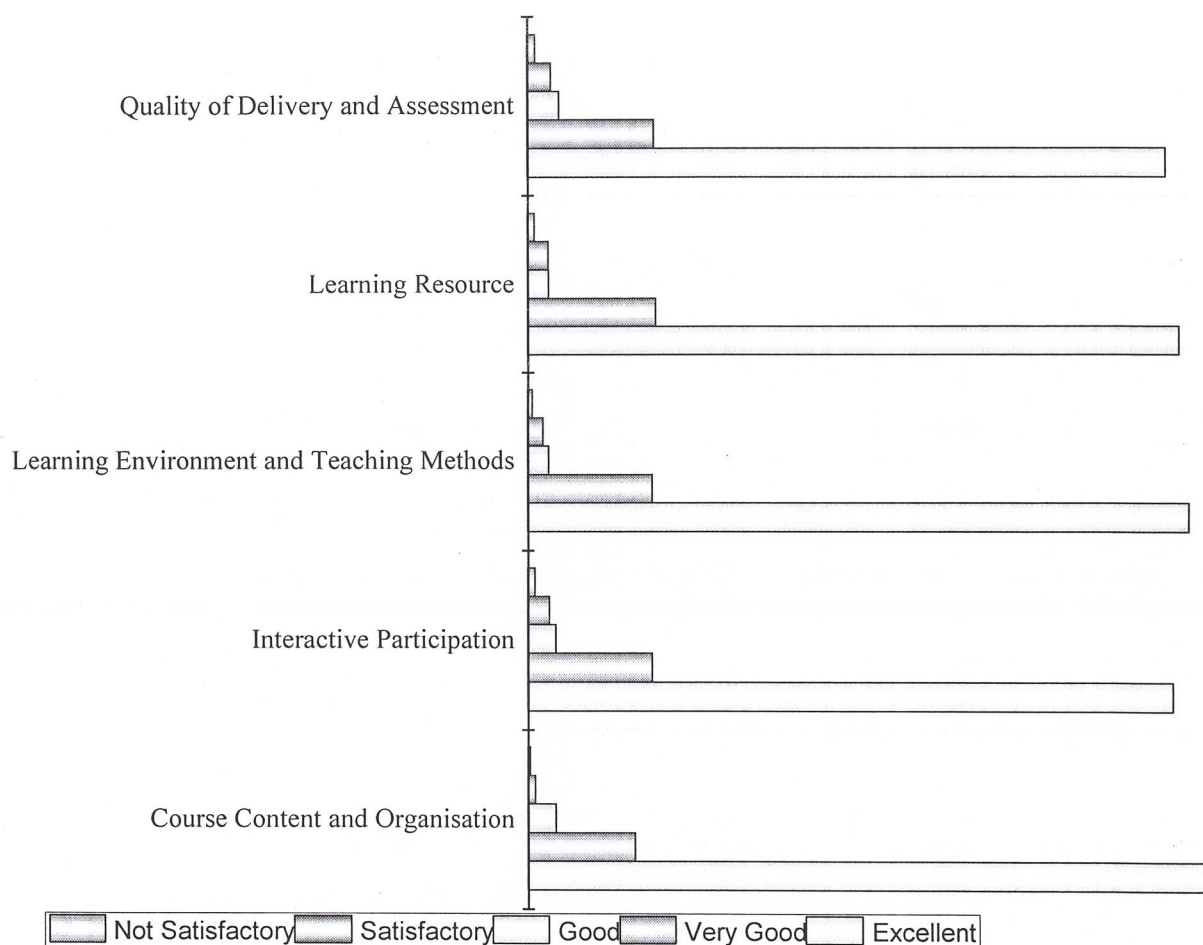 Quality of Delivery and Assessment
Learning Resource
Learning Environment and Teaching Methods
Interactive Participation
Course Content and Organisation
Not Satisfactory Satisfactory Good Very Good Excellent